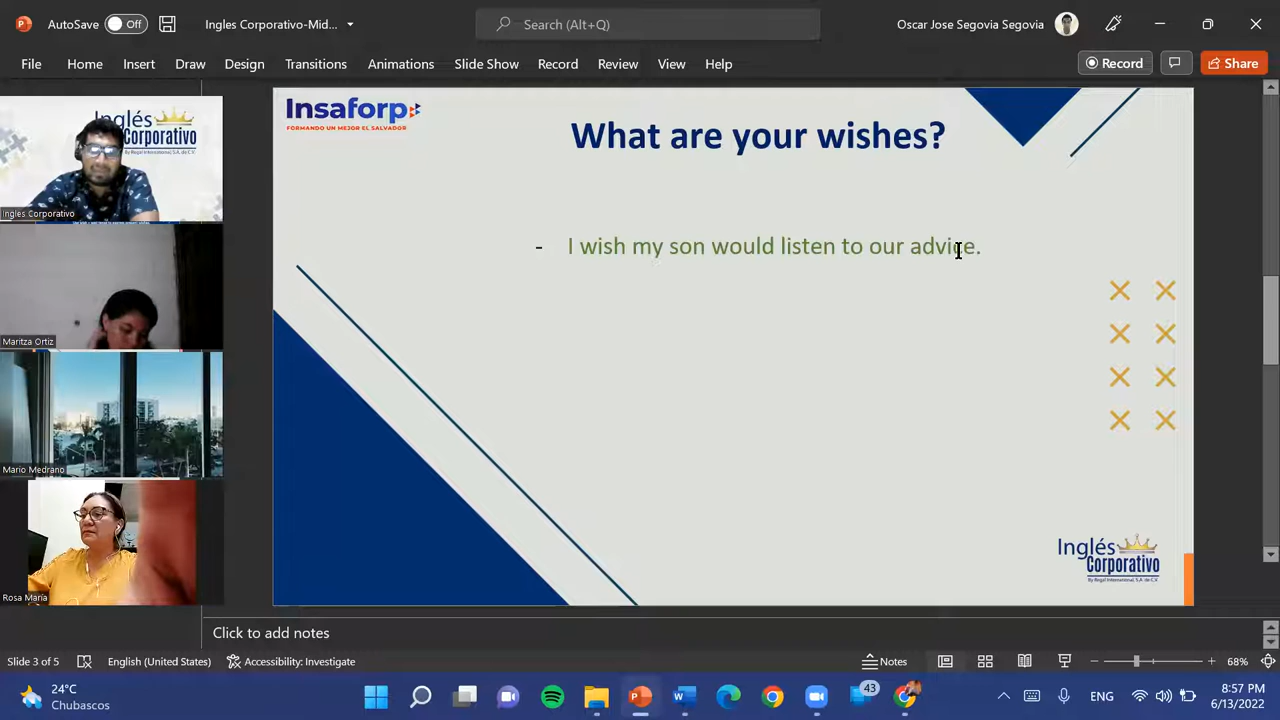 AutoSave Off Ingles Corporativo-Mid... Search (Alt+Q) Oscar Jose Segovia Segovia
File Home Insert Draw Design Transitions Animations Slide Show Record Review View Help Record Share
Insaforp
FORMANDO UN MEJOR EL SALVADOR
What are your wishes?
- I wish my son would listen to our advice.
Inglés
Corporativo
By Regal International, S.A. de C.V.
Inglés
Corporativo
By Regal International, S.A. de C.V.
Ingles Corporativo
Maritza Ortiz
Mario Medrano
Rosa María
Click to add notes
Slide 3 of 5 English (United States) Accessibility: Investigate Notes 68%
24°C
Chubascos
43
ENG
8:57 PM
6/13/2022